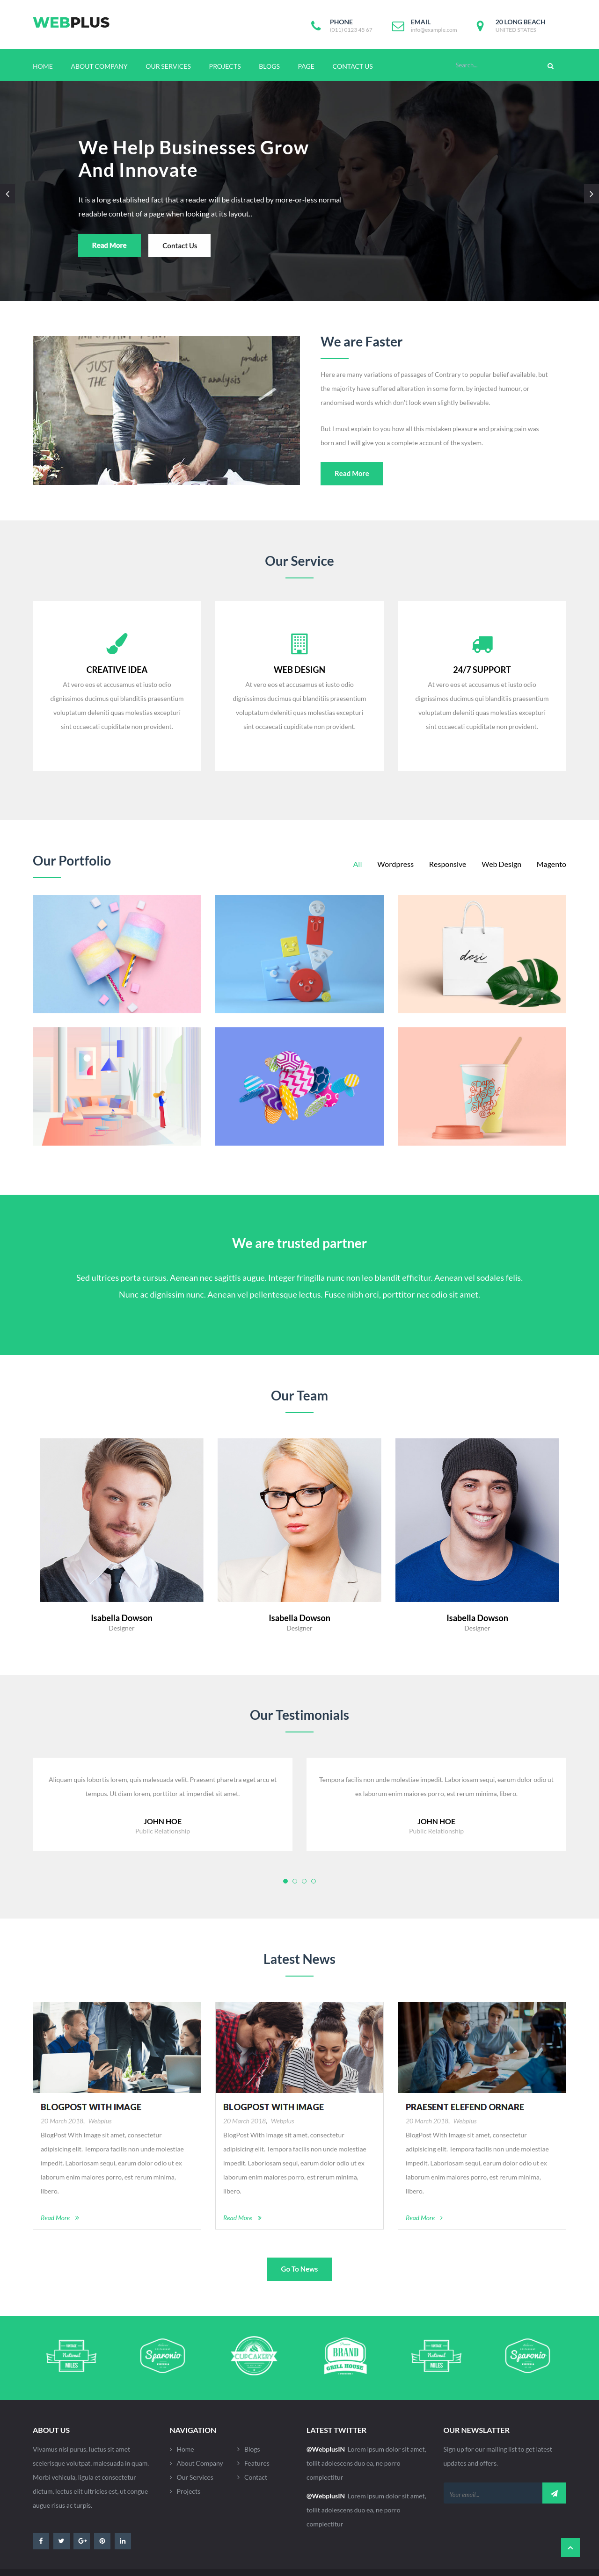 WEBPLUS
PHONE
(011) 0123 45 67
EMAIL
info@example.com
20 LONG BEACH
UNITED STATES
HOME ABOUT COMPANY OUR SERVICES PROJECTS BLOGS PAGE CONTACT US
Search..
We Help Businesses Grow
And Innovate
It is a long established fact that a reader will be distracted by more-or-less normal
readable content of a page when looking at its layout..
Read More
Contact Us
JUST
THE
product
analysis
We are Faster
Here are many variations of passages of Contrary to popular belief available, but
the majority have suffered alteration in some form, by injected humour, or
randomised words which don't look even slightly believable.
But I must explain to you how all this mistaken pleasure and praising pain was
born and I will give you a complete account of the system.
Read More
Our Service
CREATIVE IDEA
At vero eos et accusamus et iusto odio
dignissimos ducimus qui blanditiis praesentium
voluptatum deleniti quas molestias excepturi
sint occaecati cupiditate non provident.
WEB DESIGN
At vero eos et accusamus et iusto odio
dignissimos ducimus qui blanditiis praesentium
voluptatum deleniti quas molestias excepturi
sint occaecati cupiditate non provident.
24/7 SUPPORT
At vero eos et accusamus et iusto odio
dignissimos ducimus qui blanditiis praesentium
voluptatum deleniti quas molestias excepturi
sint occaecati cupiditate non provident.
Our Portfolio
All Wordpress Responsive Web Design Magento
desi
We are trusted partner
Sed ultrices porta cursus. Aenean nec sagittis augue. Integer fringilla nunc non leo blandit efficitur. Aenean vel sodales felis.
Nunc ac dignissim nunc. Aenean vel pellentesque lectus. Fusce nibh orci, porttitor nec odio sit amet.
Our Team
Isabella Dowson
Designer
Isabella Dowson
Designer
Isabella Dowson
Designer
Our Testimonials
Aliquam quis lobortis lorem, quis malesuada velit. Praesent pharetra eget arcu et
tempus. Ut diam lorem, porttitor at imperdiet sit amet.
JOHN HOE
Public Relationship
Tempora facilis non unde molestiae impedit. Laboriosam sequi, earum dolor odio ut
ex laborum enim maiores porro, est rerum minima, libero.
JOHN HOE
Public Relationship
Latest News
BLOGPOST WITH IMAGE
20 March 2018, Webplus
BlogPost With Image sit amet, consectetur
adipisicing elit. Tempora facilis non unde molestiae
impedit. Laboriosam sequi, earum dolor odio ut ex
laborum enim maiores porro, est rerum minima,
libero.
Read More »
BLOGPOST WITH IMAGE
20 March 2018, Webplus
BlogPost With Image sit amet, consectetur
adipisicing elit. Tempora facilis non unde molestiae
impedit. Laboriosam sequi, earum dolor odio ut ex
laborum enim maiores porro, est rerum minima,
libero.
Read More »
PRAESENT ELEFEND ORNARE
20 March 2018, Webplus
BlogPost With Image sit amet, consectetur
adipisicing elit. Tempora facilis non unde molestiae
impedit. Laboriosam sequi, earum dolor odio ut ex
laborum enim maiores porro, est rerum minima,
libero.
Read More ›
Go To News
National
MILES
Sparonio
CUPCAKERY
BRAND
GRILL HOUSE
National
MILES
Sparonio
ABOUT US
Vivamus nisi purus, luctus sit amet
scelerisque volutpat, malesuada in quam.
Morbi vehicula, ligula et consectetur
dictum, lectus elit ultricies est, ut congue
augue risus ac turpis.
NAVIGATION
› Home
› About Company
› Our Services
› Projects
› Blogs
› Features
› Contact
LATEST TWITTER
@WebplusIN Lorem ipsum dolor sit amet,
tollit adolescens duo ea, ne porro
complectitur
@WebplusIN Lorem ipsum dolor sit amet,
tollit adolescens duo ea, ne porro
complectitur
OUR NEWSLATTER
Sign up for our mailing list to get latest
updates and offers.
Your email...